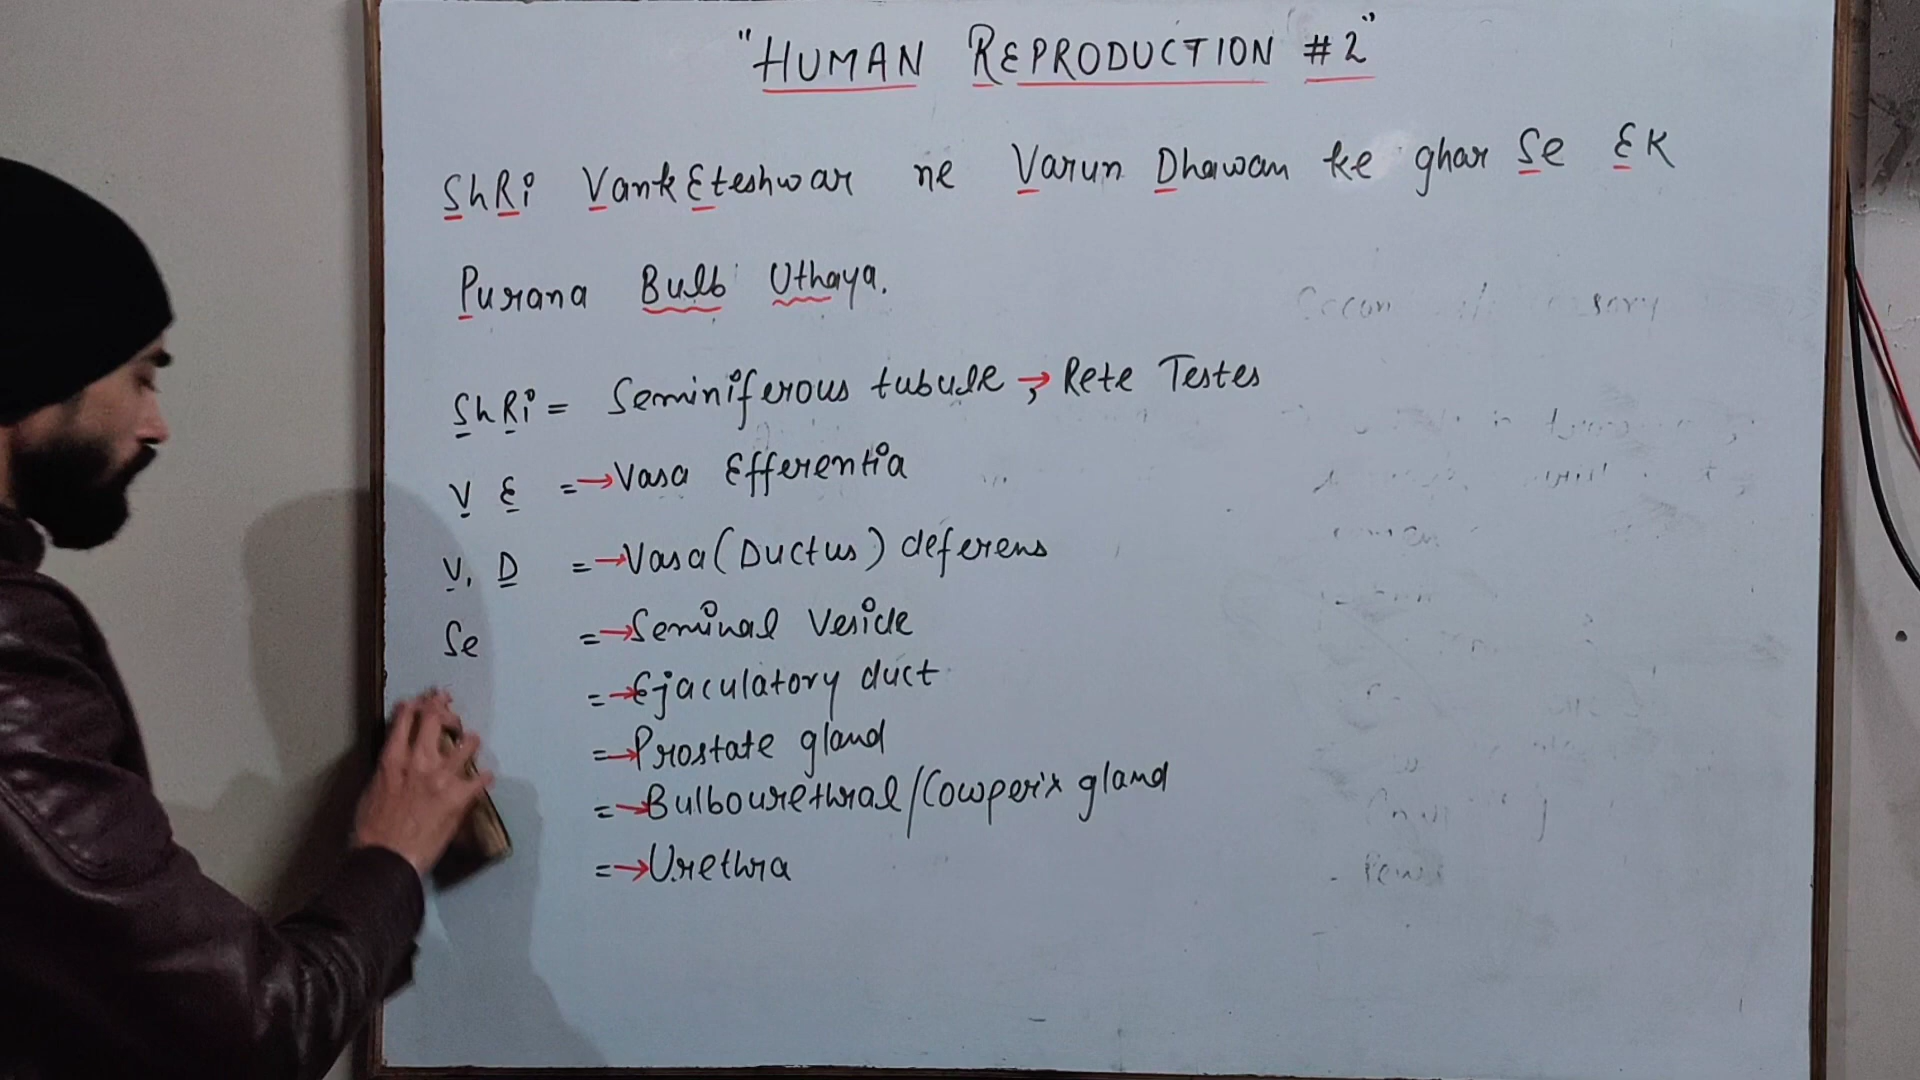 "HUMAN REPRODUCTION #2"
ShRi VankEteshwar ne Varun Dhawan ke ghar Se EK
Purana Bulb Uthaya.
ShRi = Seminiferous tubule → , Rete Testes
V E = → Vasa Efferentia
V, D = → Vasa (Ductus) deferens
Se = → Seminal Vesicle
= → Ejaculatory duct
= → Prostate gland
= → Bulbourethral/Cowper's gland
= → Urethra